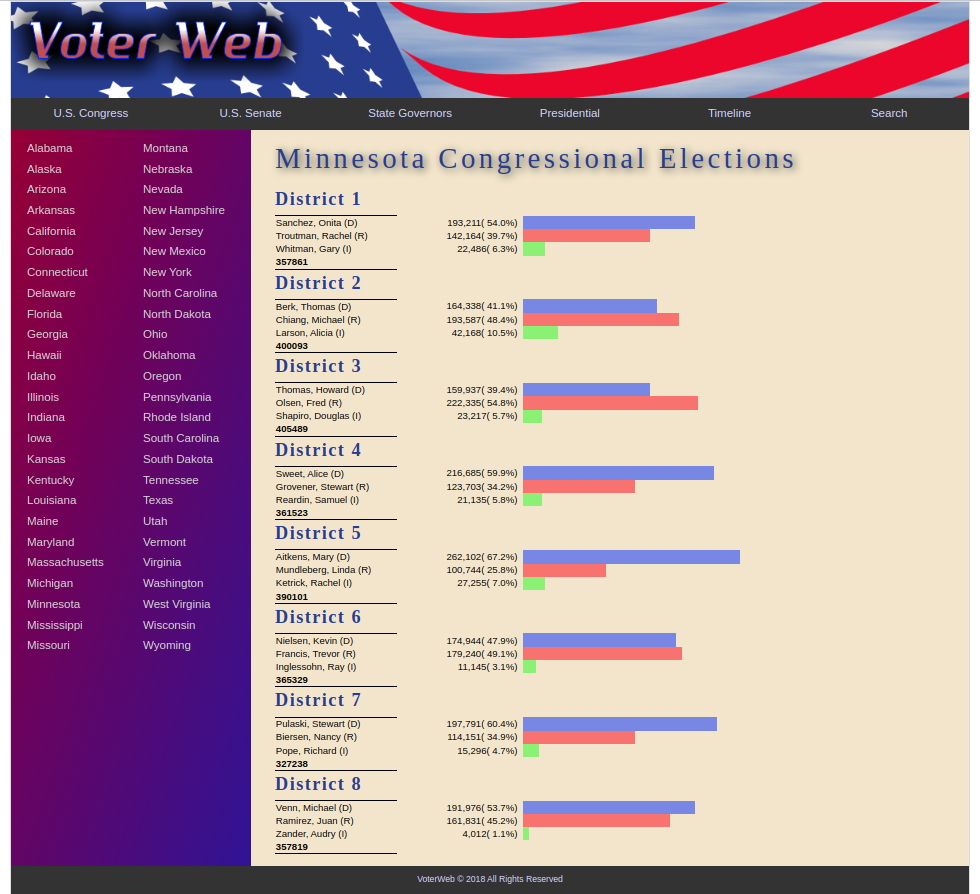 Voter Web
U.S. Congress U.S. Senate State Governors Presidential Timeline Search
Alabama Montana
Alaska Nebraska
Arizona Nevada
Arkansas New Hampshire
California New Jersey
Colorado New Mexico
Connecticut New York
Delaware North Carolina
Florida North Dakota
Georgia Ohio
Hawaii Oklahoma
Idaho Oregon
Illinois Pennsylvania
Indiana Rhode Island
Iowa South Carolina
Kansas South Dakota
Kentucky Tennessee
Louisiana Texas
Maine Utah
Maryland Vermont
Massachusetts Virginia
Michigan Washington
Minnesota West Virginia
Mississippi Wisconsin
Missouri Wyoming
Minnesota Congressional Elections
District 1
Sanchez, Onita (D) 193,211( 54.0%)
Troutman, Rachel (R) 142,164( 39.7%)
Whitman, Gary (I) 22,486( 6.3%)
357861
District 2
Berk, Thomas (D) 164,338( 41.1%)
Chiang, Michael (R) 193,587( 48.4%)
Larson, Alicia (I) 42,168( 10.5%)
400093
District 3
Thomas, Howard (D) 159,937( 39.4%)
Olsen, Fred (R) 222,335( 54.8%)
Shapiro, Douglas (I) 23,217( 5.7%)
405489
District 4
Sweet, Alice (D) 216,685( 59.9%)
Grovener, Stewart (R) 123,703( 34.2%)
Reardin, Samuel (I) 21,135( 5.8%)
361523
District 5
Aitkens, Mary (D) 262,102( 67.2%)
Mundleberg, Linda (R) 100,744( 25.8%)
Ketrick, Rachel (I) 27,255( 7.0%)
390101
District 6
Nielsen, Kevin (D) 174,944( 47.9%)
Francis, Trevor (R) 179,240( 49.1%)
Inglessohn, Ray (I) 11,145( 3.1%)
365329
District 7
Pulaski, Stewart (D) 197,791( 60.4%)
Biersen, Nancy (R) 114,151( 34.9%)
Pope, Richard (I) 15,296( 4.7%)
327238
District 8
Venn, Michael (D) 191,976( 53.7%)
Ramirez, Juan (R) 161,831( 45.2%)
Zander, Audry (I) 4,012( 1.1%)
357819
VoterWeb © 2018 All Rights Reserved